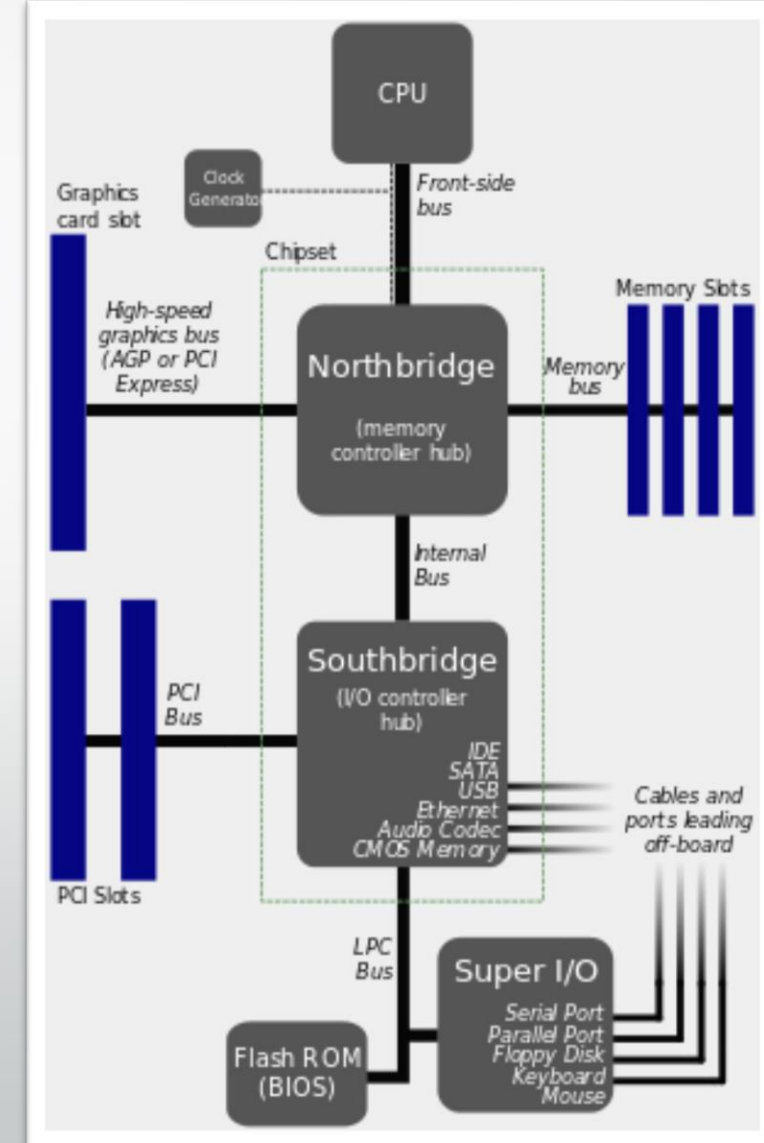 CPU
Clock
Generator
Front-side
bus
Graphics
card slot
Chipset
High-speed
graphics bus
(AGP or PCI
Express)
Northbridge
(memory
controller hub)
Memory
bus
Memory Slots
Internal
Bus
Southbridge
(I/O controller
hub)
IDE
SATA
USB
Ethernet
Audio Codec
CMOS Memory
PCI
Bus
PCI Slots
Cables and
ports leading
off-board
LPC
Bus
Super I/O
Serial Port
Parallel Port
Floppy Disk
Keyboard
Mouse
Flash ROM
(BIOS)